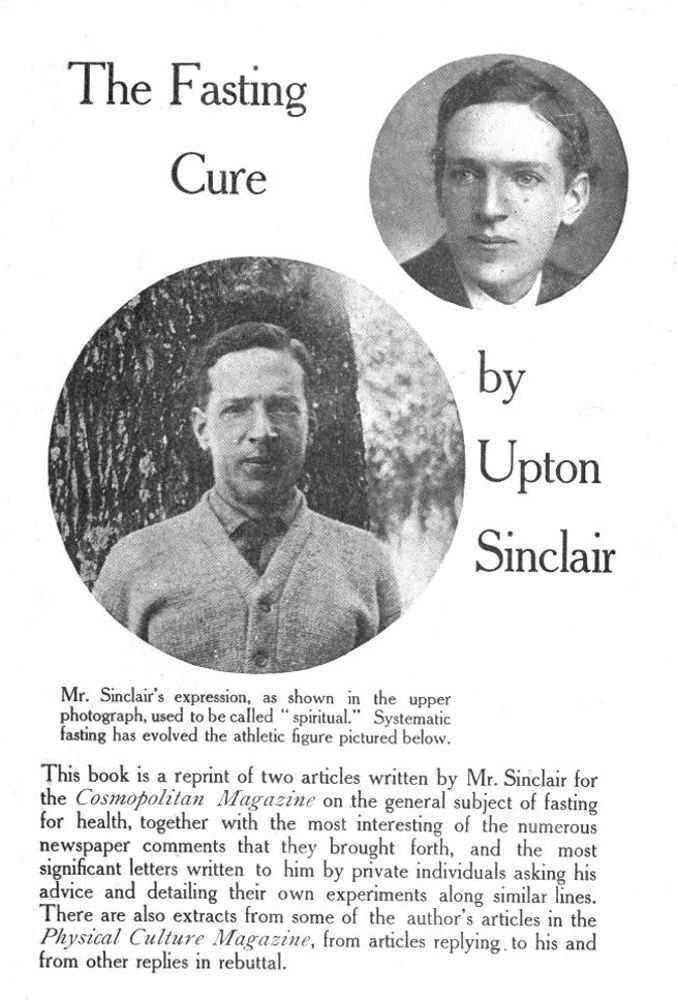 The Fasting
Cure
by
Upton
Sinclair
Mr. Sinclair's expression, as shown in the upper
photograph, used to be called "spiritual." Systematic
fasting has evolved the athletic figure pictured below.
This book is a reprint of two articles written by Mr. Sinclair for
the Cosmopolitan Magazine on the general subject of fasting
for health, together with the most interesting of the numerous
newspaper comments that they brought forth, and the most
significant letters written to him by private individuals asking his
advice and detailing their own experiments along similar lines.
There are also extracts from some of the author's articles in the
Physical Culture Magazine, from articles replying to his and
from other replies in rebuttal.